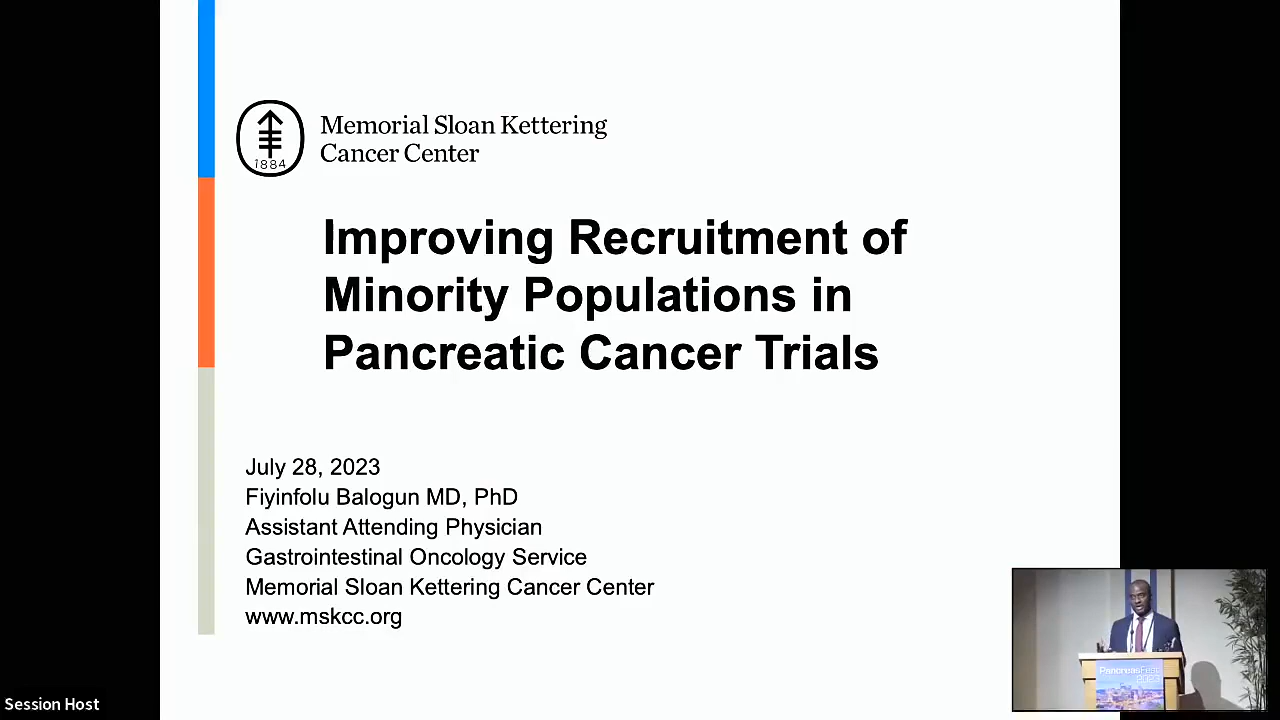 1884
Memorial Sloan Kettering
Cancer Center
Improving Recruitment of
Minority Populations in
Pancreatic Cancer Trials
July 28, 2023
Fiyinfolu Balogun MD, PhD
Assistant Attending Physician
Gastrointestinal Oncology Service
Memorial Sloan Kettering Cancer Center
www.mskcc.org
PancreasFest
2023
Session Host